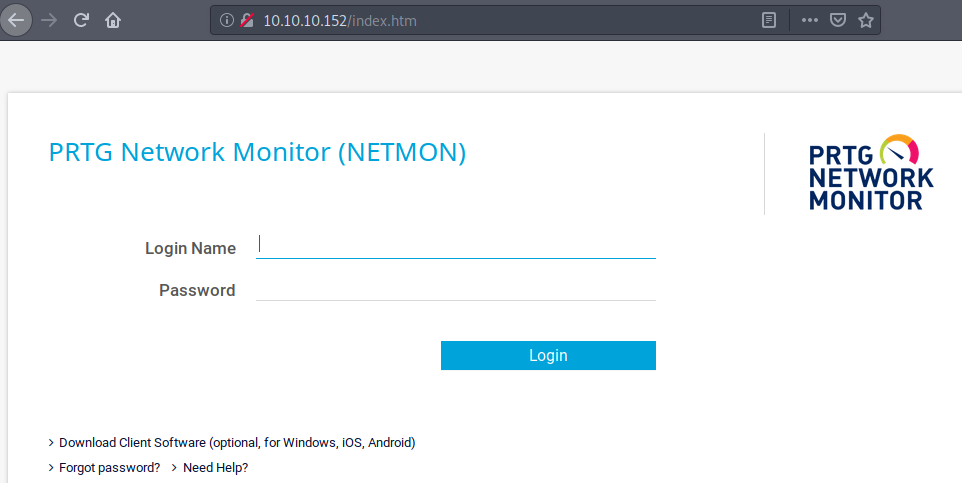 10.10.10.152/index.htm
PRTG Network Monitor (NETMON)
PRTG
NETWORK
MONITOR
Login Name
Password
Login
Download Client Software (optional, for Windows, iOS, Android)
Forgot password? Need Help?